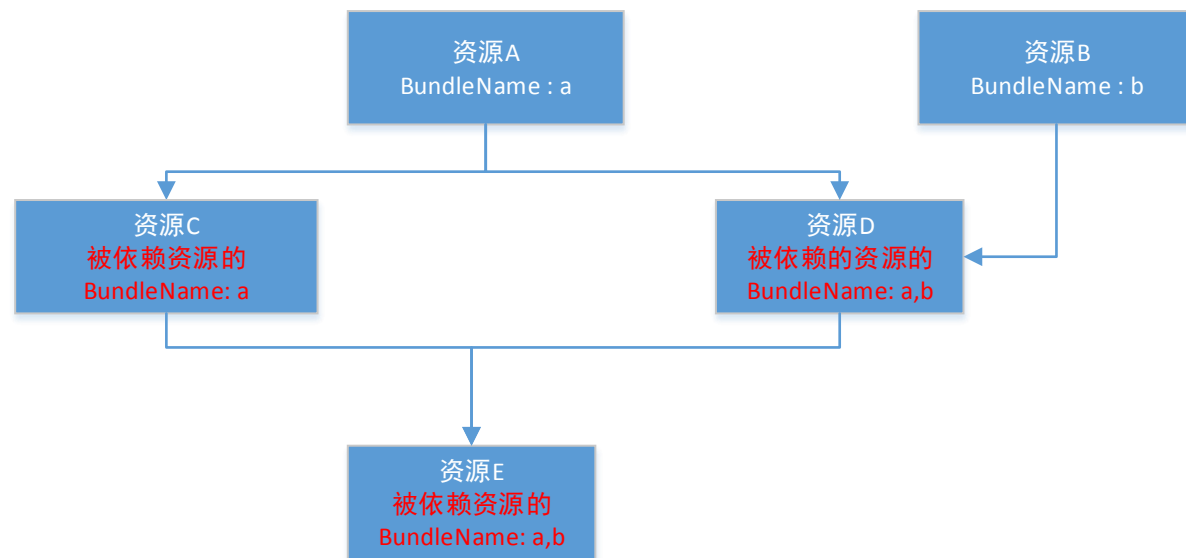 资源A
BundleName : a
资源B
BundleName : b
资源C
被依赖资源的
BundleName: a
资源D
被依赖的资源的
BundleName: a,b
资源E
被依赖资源的
BundleName: a,b